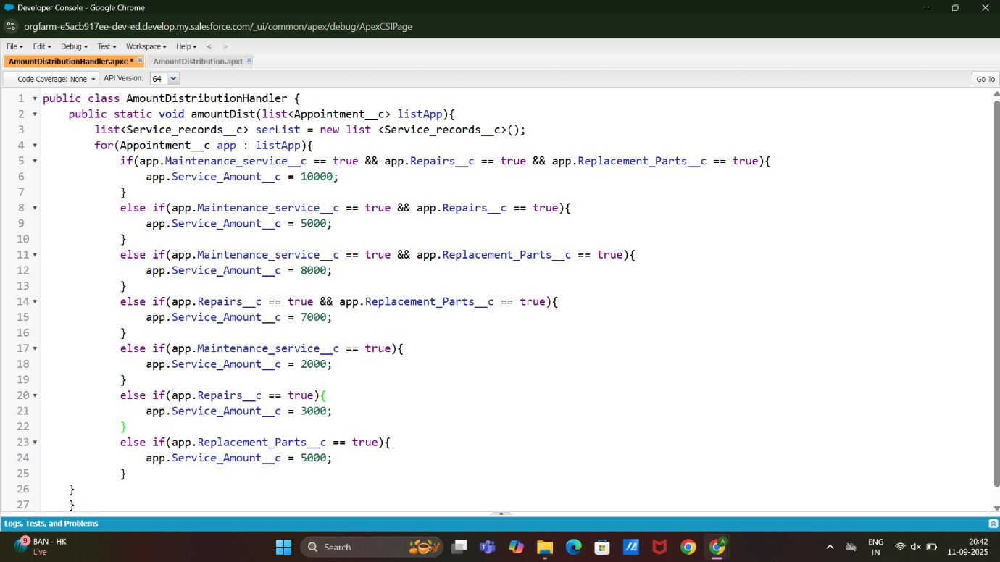 Developer Console - Google Chrome
orgfarm-e5acb917ee-dev-ed.develop.my.salesforce.com/_ui/common/apex/debug/ApexCSIPage
File Edit Debug Test Workspace Help < >
AmountDistributionHandler.apxc * AmountDistribution.apxt
Code Coverage: None API Version: 64 Go To
1 public class AmountDistributionHandler {
2 public static void amountDist(list<Appointment__c> listApp){
3 list<Service_records__c> serList = new list <Service_records__c>();
4 for(Appointment__c app : listApp){
5 if(app.Maintenance_service__c == true && app.Repairs__c == true && app.Replacement_Parts__c == true){
6 app.Service_Amount__c = 10000;
7 }
8 else if(app.Maintenance_service__c == true && app.Repairs__c == true){
9 app.Service_Amount__c = 5000;
10 }
11 else if(app.Maintenance_service__c == true && app.Replacement_Parts__c == true){
12 app.Service_Amount__c = 8000;
13 }
14 else if(app.Repairs__c == true && app.Replacement_Parts__c == true){
15 app.Service_Amount__c = 7000;
16 }
17 else if(app.Maintenance_service__c == true){
18 app.Service_Amount__c = 2000;
19 }
20 else if(app.Repairs__c == true){
21 app.Service_Amount__c = 3000;
22 }
23 else if(app.Replacement_Parts__c == true){
24 app.Service_Amount__c = 5000;
25 }
26 }
27 }
Logs, Tests, and Problems
9 BAN - HK
Live
Search
ENG
IN
20:42
11-09-2025